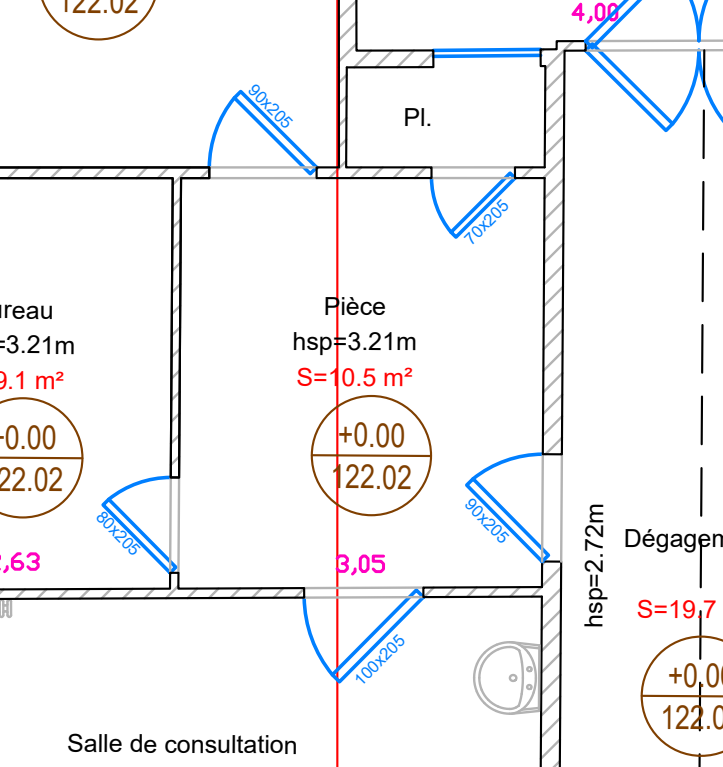 122.02
4,00
90x205
Pl.
70x205
Pièce
hsp=3.21m
S=10.5 m²
+0.00
122.02
=3.21m
9.1 m²
0.00
22.02
80x205
90x205
2,63
3,05
100x205
hsp=2.72m
Dégagem
S=19,7
+0,00
122.0
Salle de consultation